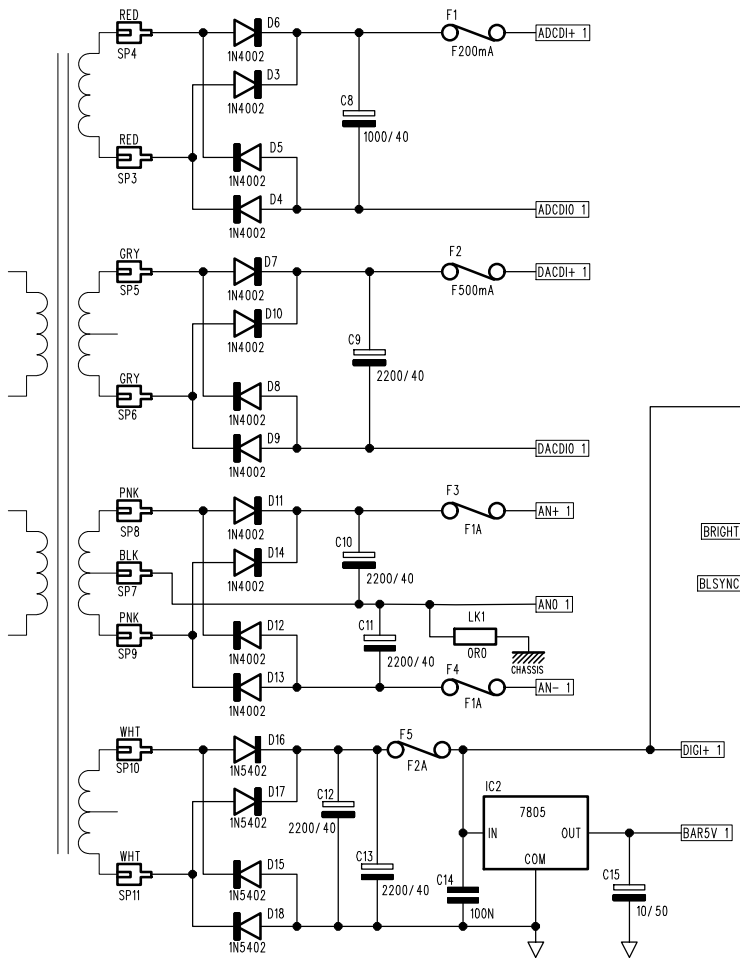 RED
SP4
D6
1N4002
D3
1N4002
F1
F200mA
ADCDI+ 1
C8
1000/40
RED
SP3
D5
1N4002
D4
1N4002
ADCDI0 1
GRY
SP5
D7
1N4002
D10
1N4002
F2
F500mA
DACDI+ 1
C9
2200/40
GRY
SP6
D8
1N4002
D9
1N4002
DACDI0 1
PNK
SP8
D11
1N4002
D14
1N4002
F3
F1A
AN+ 1
BRIGHT
C10
2200/40
BLK
SP7
BLSYNC
AN0 1
PNK
SP9
D12
1N4002
D13
1N4002
C11
2200/40
LK1
0R0
CHASSIS
F4
F1A
AN- 1
WHT
SP10
D16
1N5402
D17
1N5402
F5
F2A
DIGI+ 1
C12
2200/40
IC2
7805
IN
OUT
COM
BAR5V 1
WHT
SP11
D15
1N5402
D18
1N5402
C13
2200/40
C14
100N
C15
10/50